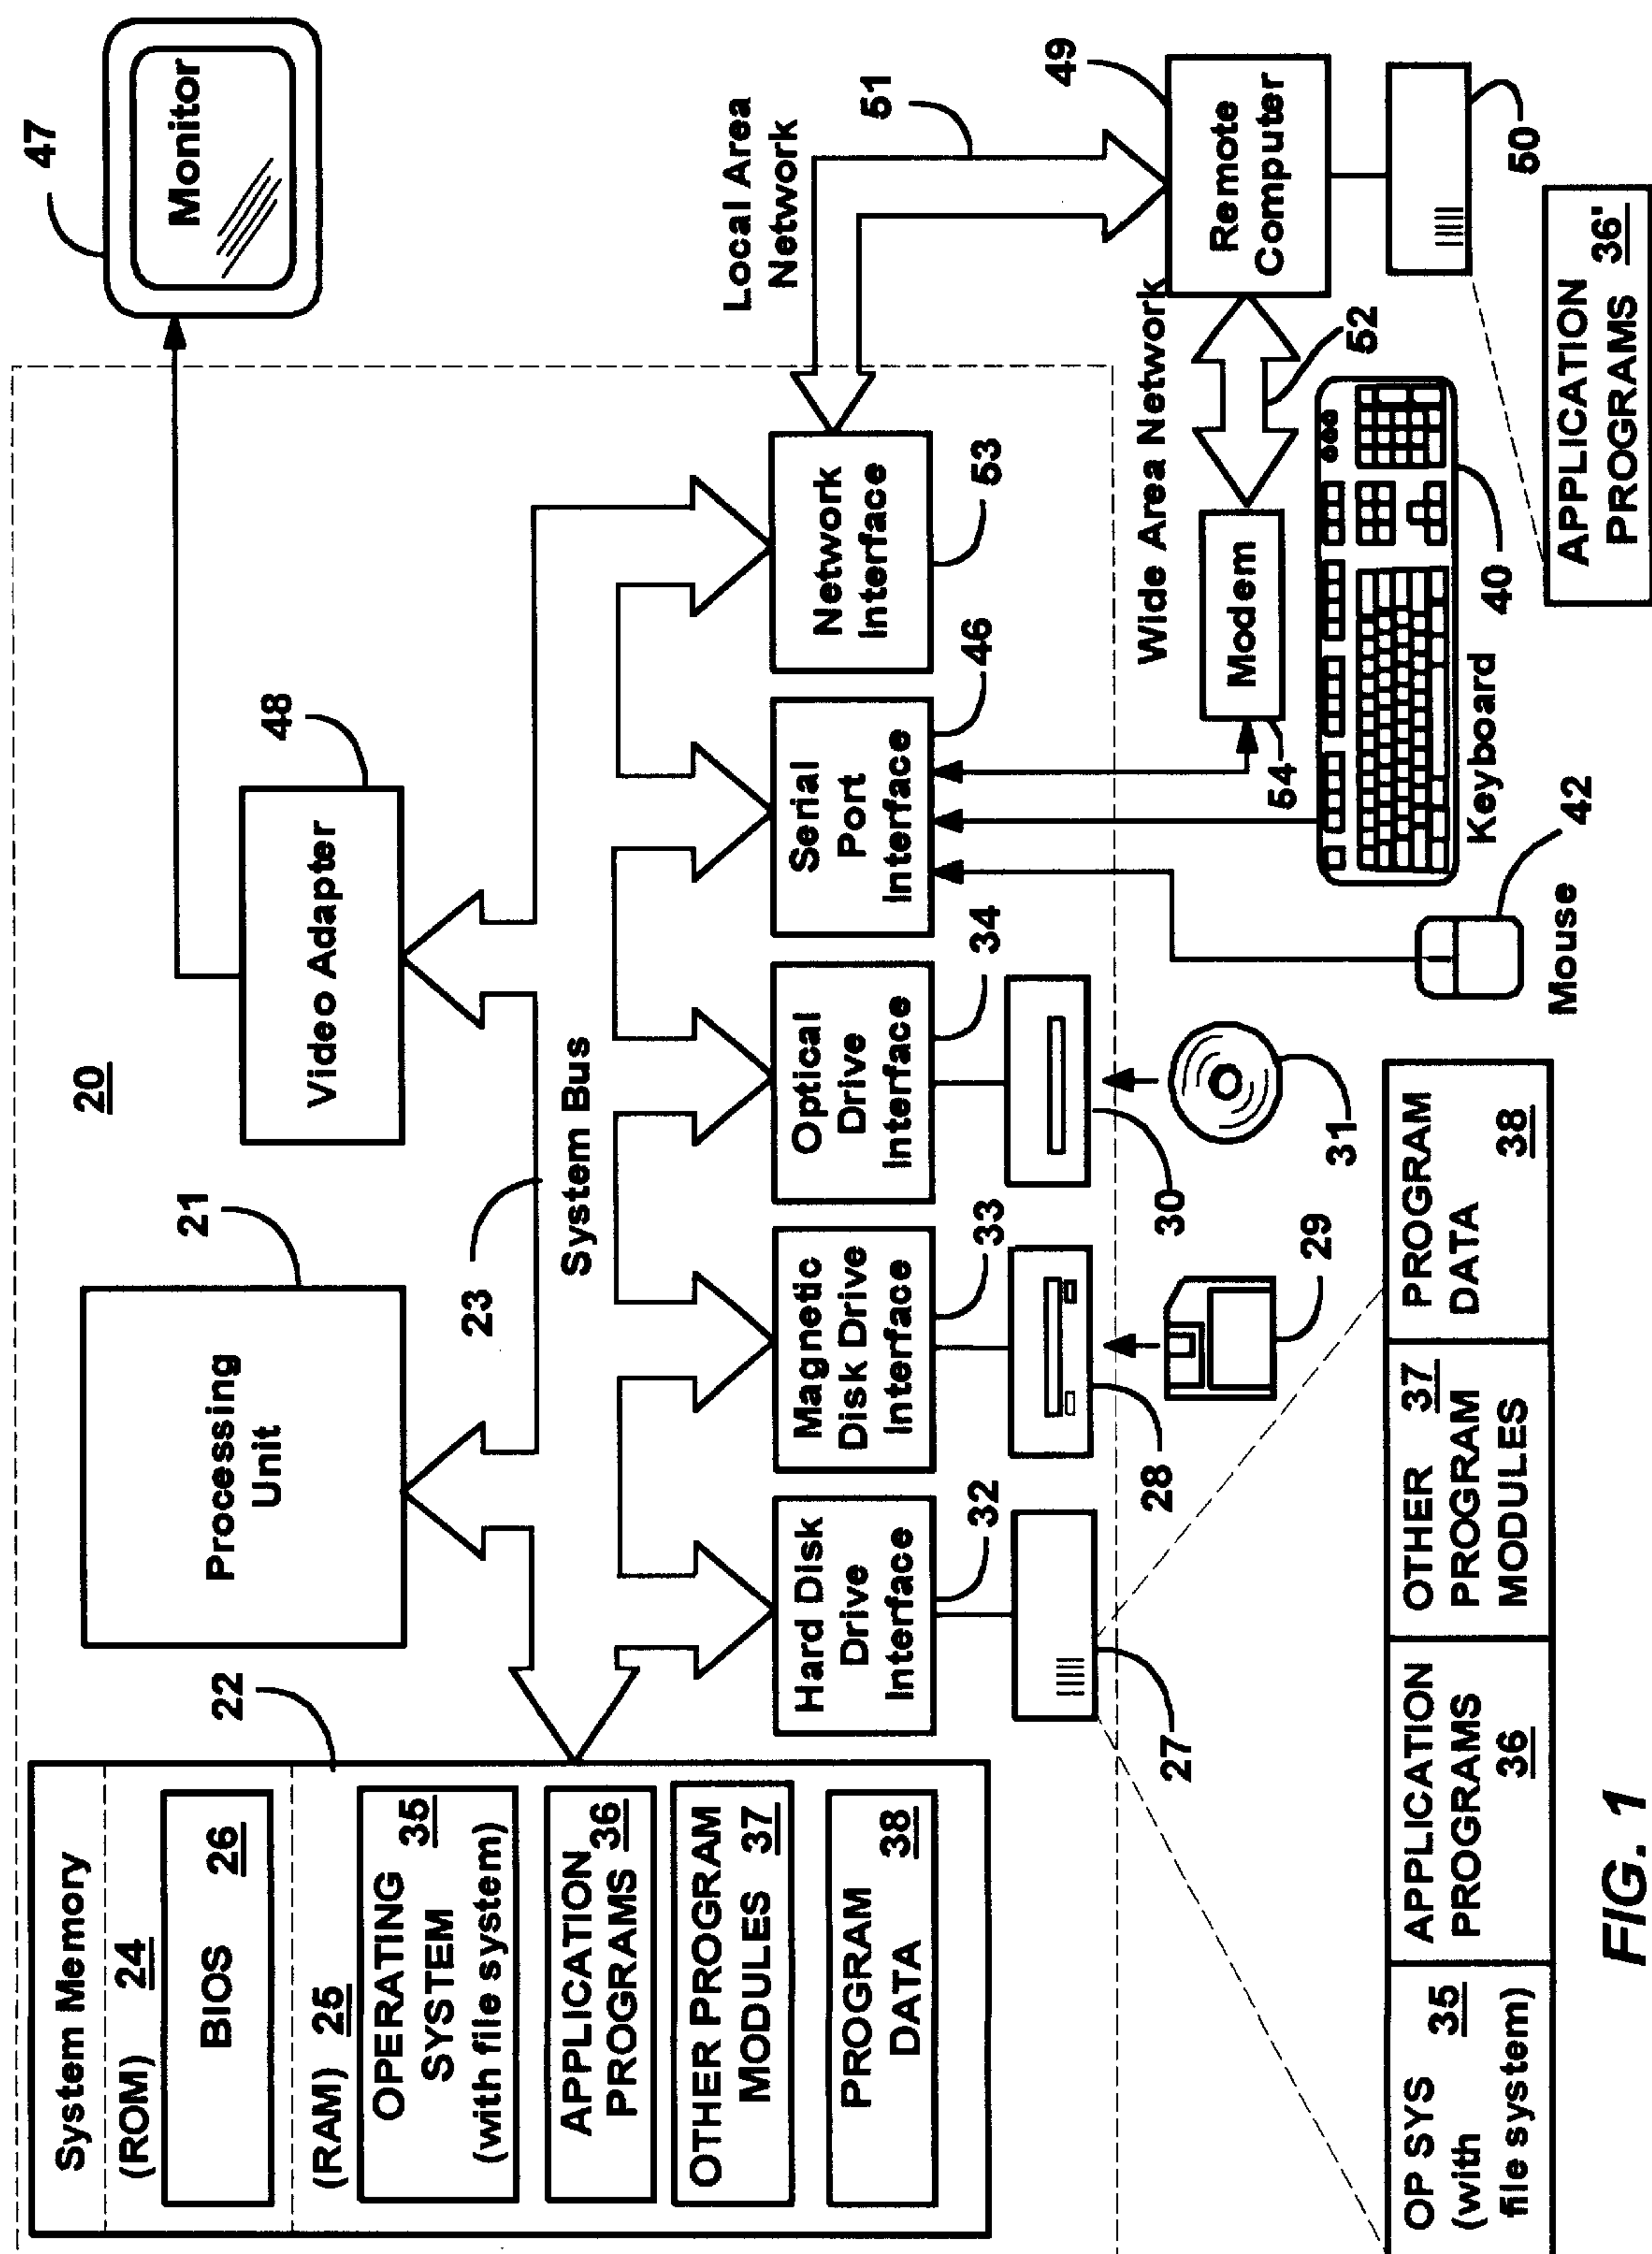 System Memory
(ROM) 24
BIOS 26
(RAM) 25
OPERATING
SYSTEM 35
(with file system)
APPLICATION
PROGRAMS 36
OTHER PROGRAM
MODULES 37
PROGRAM
DATA 38
22
Processing
Unit
21
20
Video Adapter
48
47
Monitor
23
System Bus
Hard Disk
Drive
Interface
32
Magnetic
Disk Drive
Interface
33
Optical
Drive
Interface
34
Serial
Port
Interface
46
Network
Interface
53
Local Area
Network
51
27
28
29
30
31
Wide Area Network
52
Modem
54
Remote
Computer
49
50
Keyboard
40
Mouse
42
APPLICATION
PROGRAMS 36'
OP SYS 35
(with
file system)
APPLICATION
PROGRAMS
36
OTHER 37
PROGRAM
MODULES
PROGRAM
DATA
38
FIG. 1